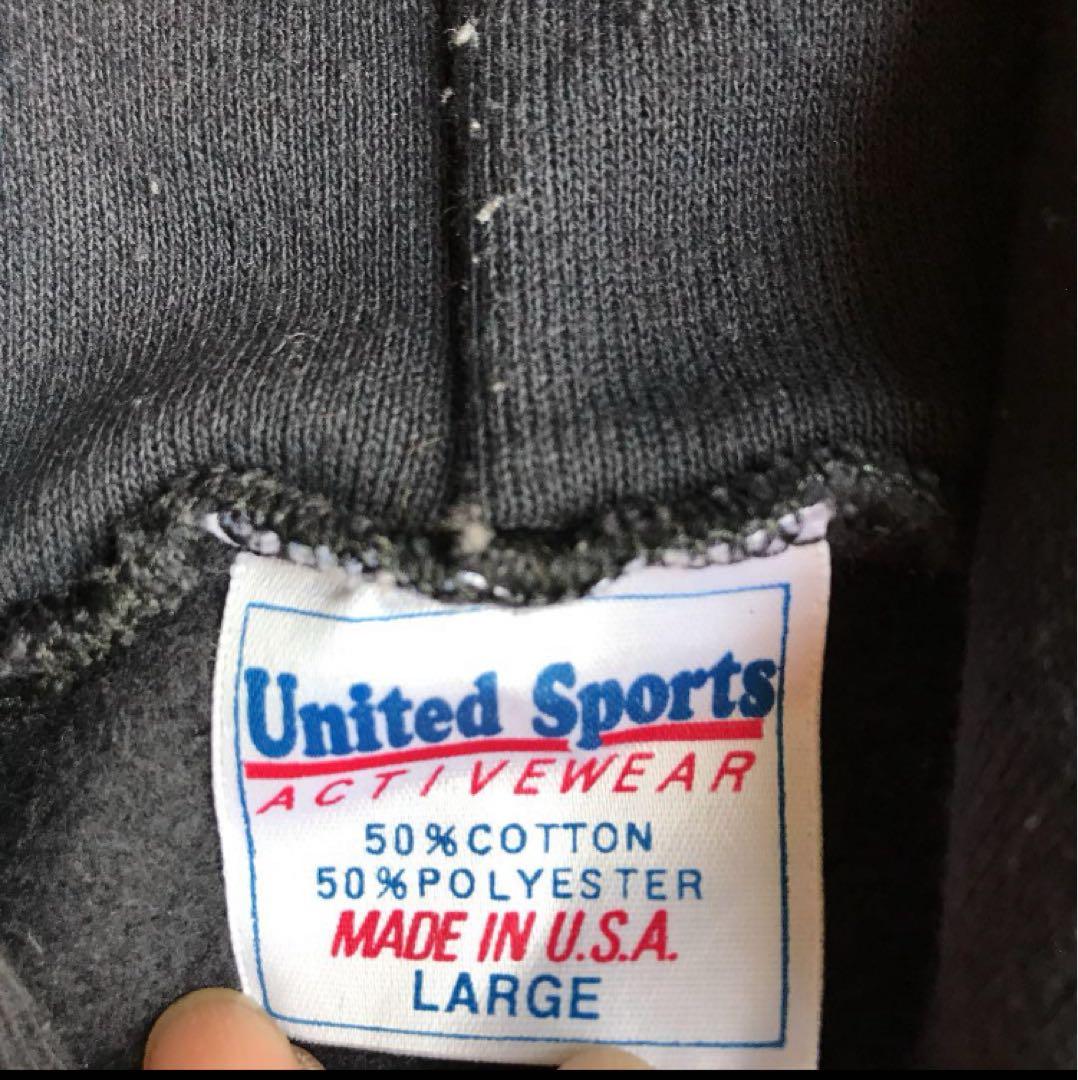 United Sports
ACTIVEWEAR
50% COTTON
50% POLYESTER
MADE IN U.S.A.
LARGE